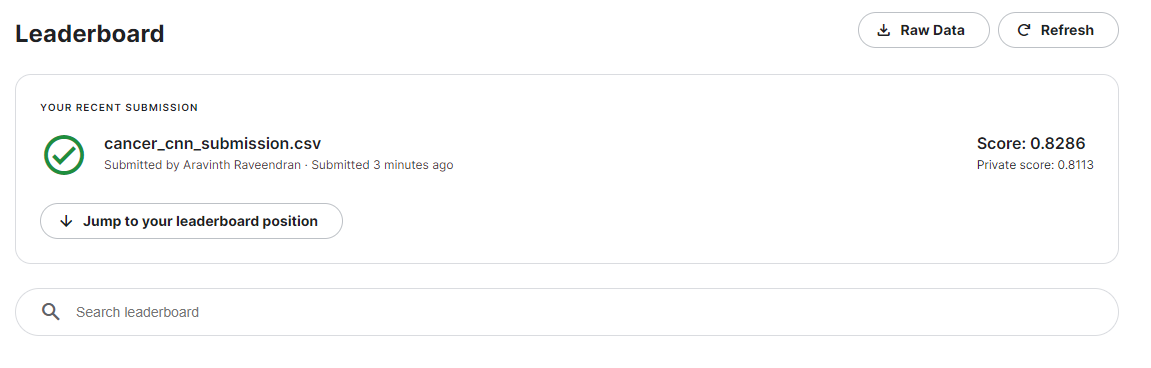 Leaderboard
Raw Data
Refresh
YOUR RECENT SUBMISSION
cancer_cnn_submission.csv
Score: 0.8286
Submitted by Aravinth Raveendran · Submitted 3 minutes ago
Private score: 0.8113
Jump to your leaderboard position
Search leaderboard